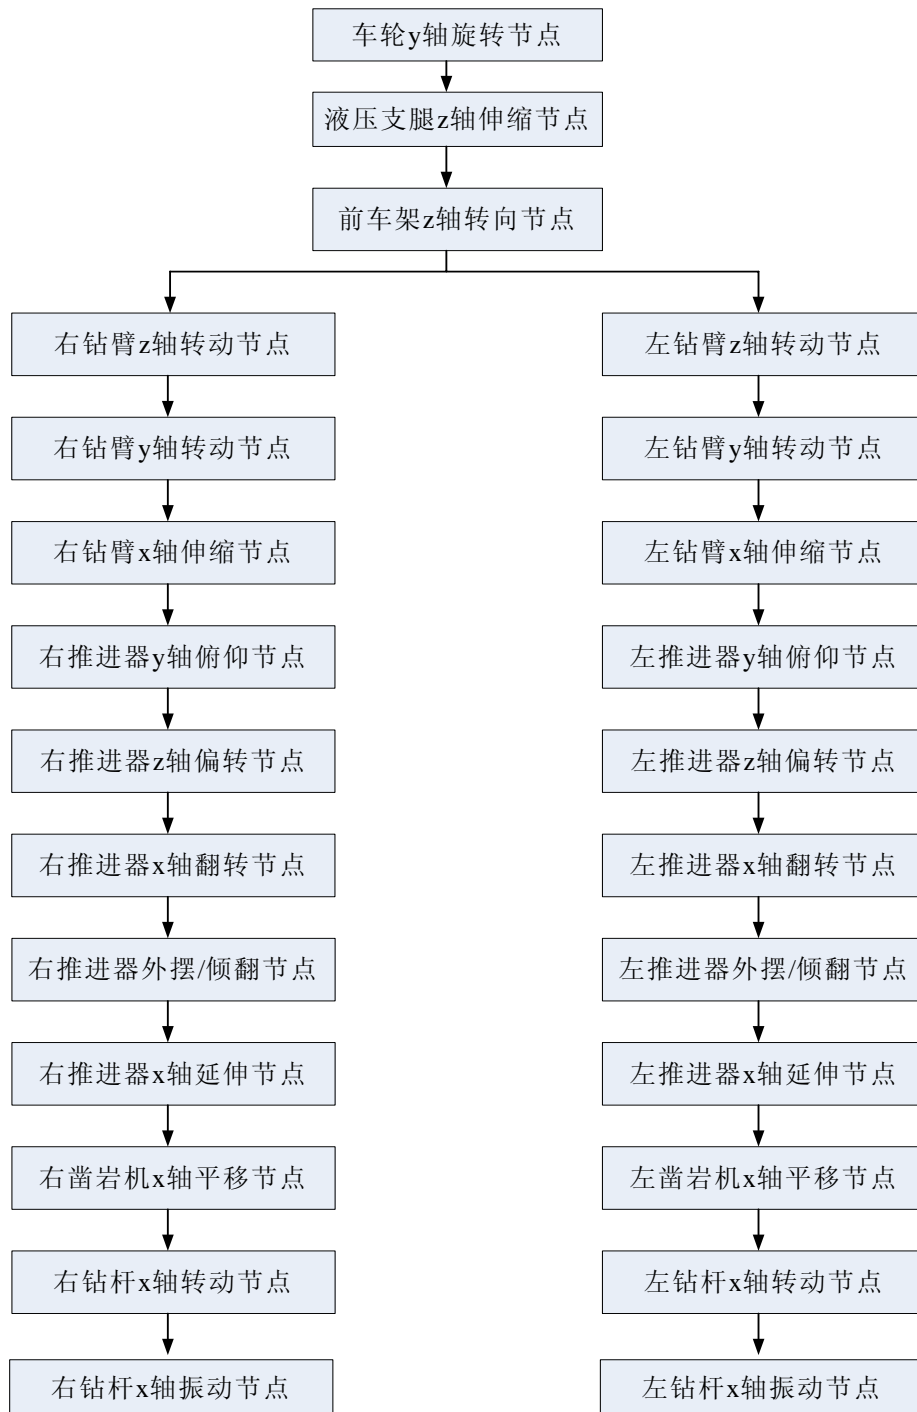 车轮y轴旋转节点
液压支腿z轴伸缩节点
前车架z轴转向节点
右钻臂z轴转动节点
左钻臂z轴转动节点
右钻臂y轴转动节点
左钻臂y轴转动节点
右钻臂x轴伸缩节点
左钻臂x轴伸缩节点
右推进器y轴俯仰节点
左推进器y轴俯仰节点
右推进器z轴偏转节点
左推进器z轴偏转节点
右推进器x轴翻转节点
左推进器x轴翻转节点
右推进器外摆/倾翻节点
左推进器外摆/倾翻节点
右推进器x轴延伸节点
左推进器x轴延伸节点
右凿岩机x轴平移节点
左凿岩机x轴平移节点
右钻杆x轴转动节点
左钻杆x轴转动节点
右钻杆x轴振动节点
左钻杆x轴振动节点